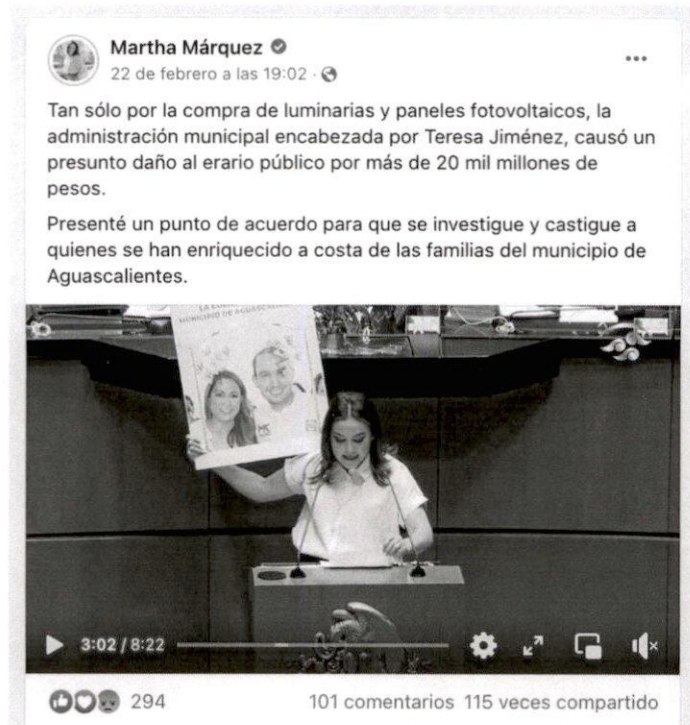 Martha Márquez
22 de febrero a las 19:02 ·
Tan sólo por la compra de luminarias y paneles fotovoltaicos, la
administración municipal encabezada por Teresa Jiménez, causó un
presunto daño al erario público por más de 20 mil millones de
pesos.
Presenté un punto de acuerdo para que se investigue y castigue a
quienes se han enriquecido a costa de las familias del municipio de
Aguascalientes.
MUNICIPIO DE AGUASCALIENTES
3:02 / 8:22
294
101 comentarios 115 veces compartido